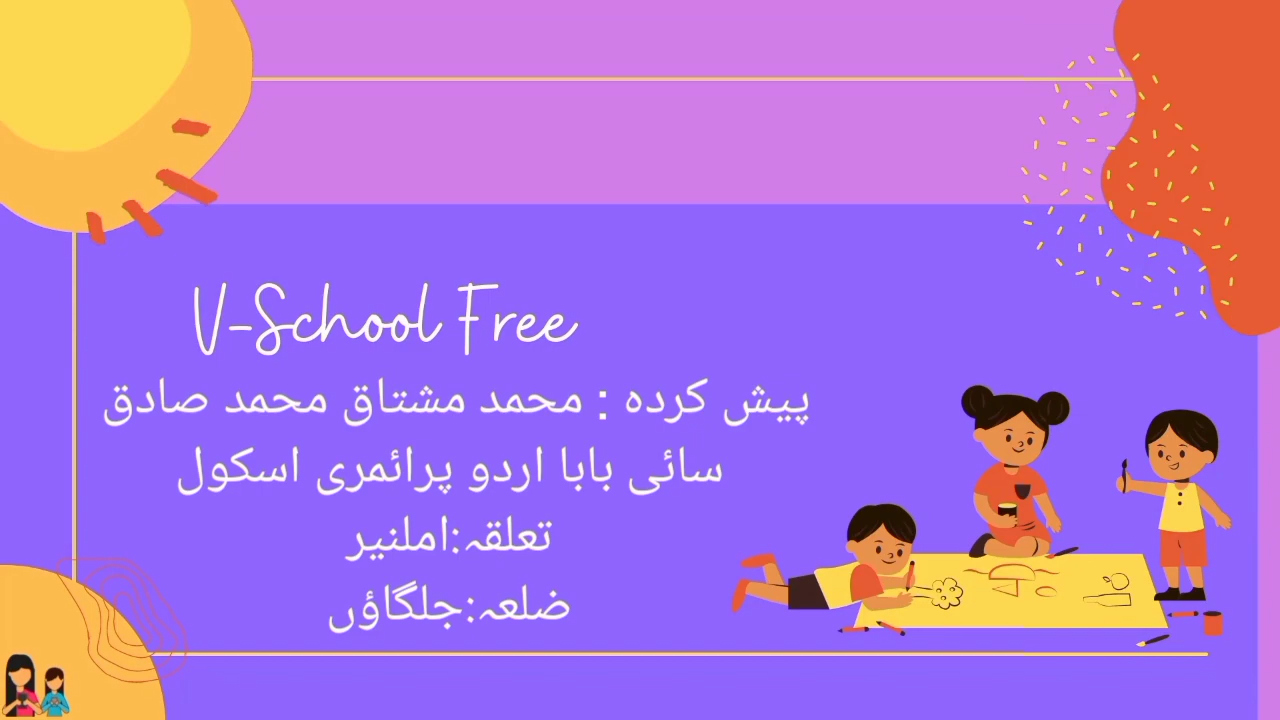 V-School Free
پیش کردہ : محمد مشتاق محمد صادق
سائی بابا اردو پرائمری اسکول
تعلقہ:املنیر
ضلعہ:جلگاؤں